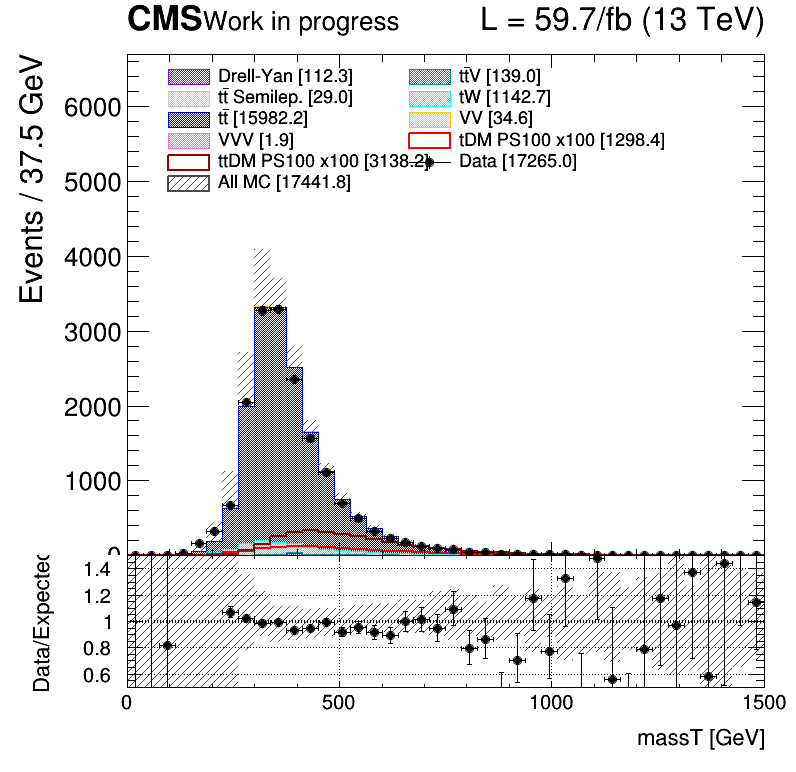 CMS Work in progress L = 59.7/fb (13 TeV)
Events / 37.5 GeV
Drell-Yan [112.3] tt̄V [139.0]
tt̄ Semilep. [29.0] tW [1142.7]
tt̄ [15982.2] VV [34.6]
VVV [1.9] tDM PS100 x100 [1298.4]
ttDM PS100 x100 [3138.2] Data [17265.0]
All MC [17441.8]
6000
5000
4000
3000
2000
1000
0
Data/Expected
1.4
1.2
1
0.8
0.6
0 500 1000 1500
massT [GeV]